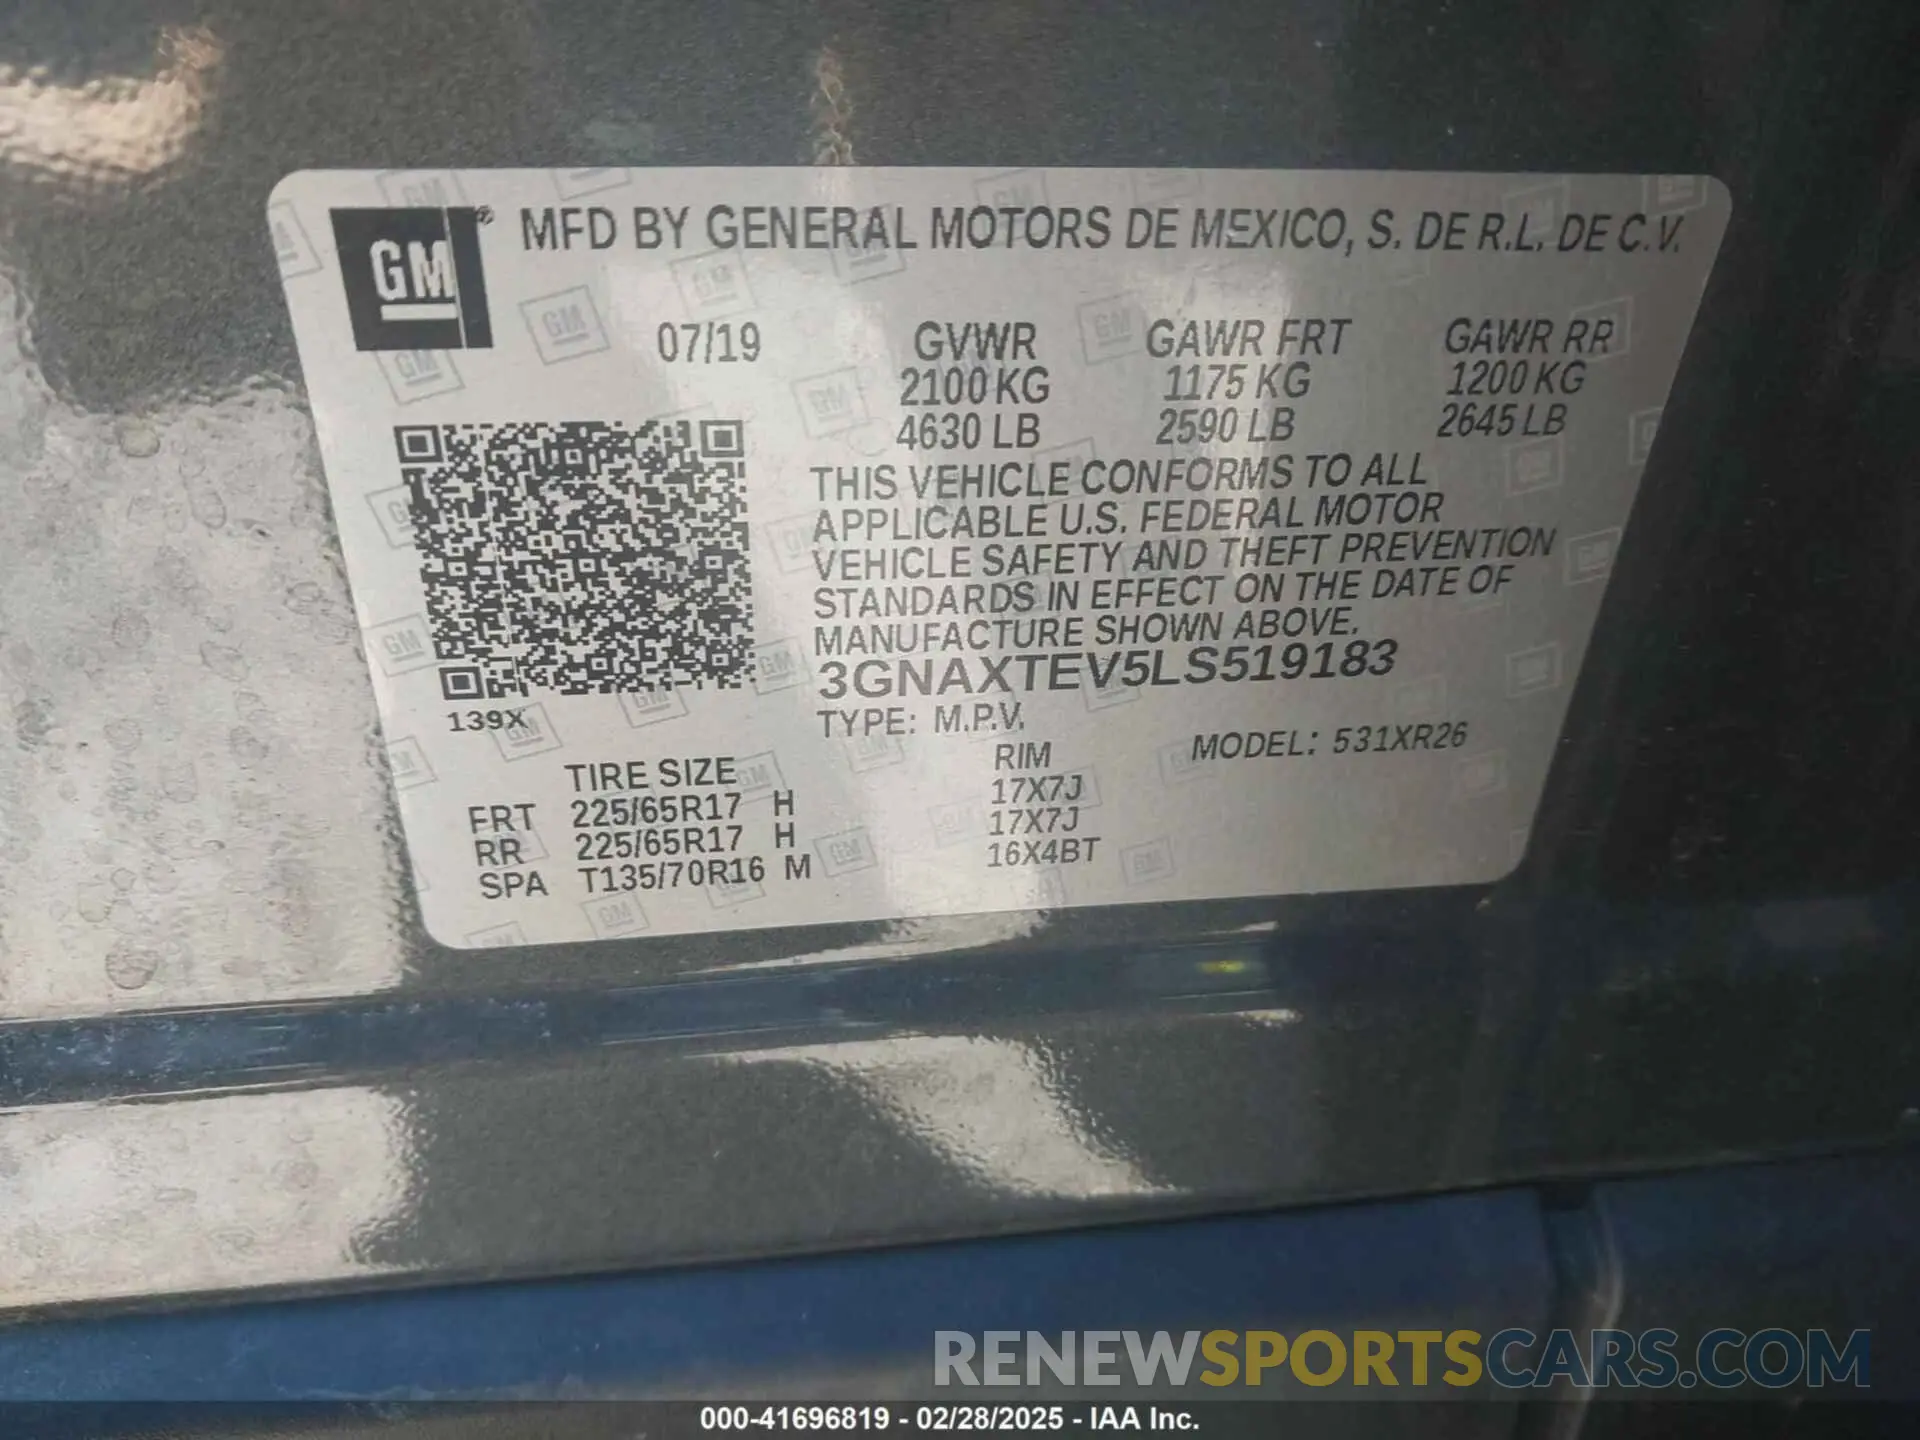 GM® MFD BY GENERAL MOTORS DE MEXICO, S. DE R.L. DE C.V.
07/19 GVWR GAWR FRT GAWR RR
2100 KG 1175 KG 1200 KG
4630 LB 2590 LB 2645 LB
THIS VEHICLE CONFORMS TO ALL
APPLICABLE U.S. FEDERAL MOTOR
VEHICLE SAFETY AND THEFT PREVENTION
STANDARDS IN EFFECT ON THE DATE OF
MANUFACTURE SHOWN ABOVE.
3GNAXTEV5LS519183
139X TYPE: M.P.V. MODEL: 531XR26
TIRE SIZE RIM
FRT 225/65R17 H 17X7J
RR 225/65R17 H 17X7J
SPA T135/70R16 M 16X4BT
RENEWSPORTSCARS.COM
000-41696819 - 02/28/2025 - IAA Inc.